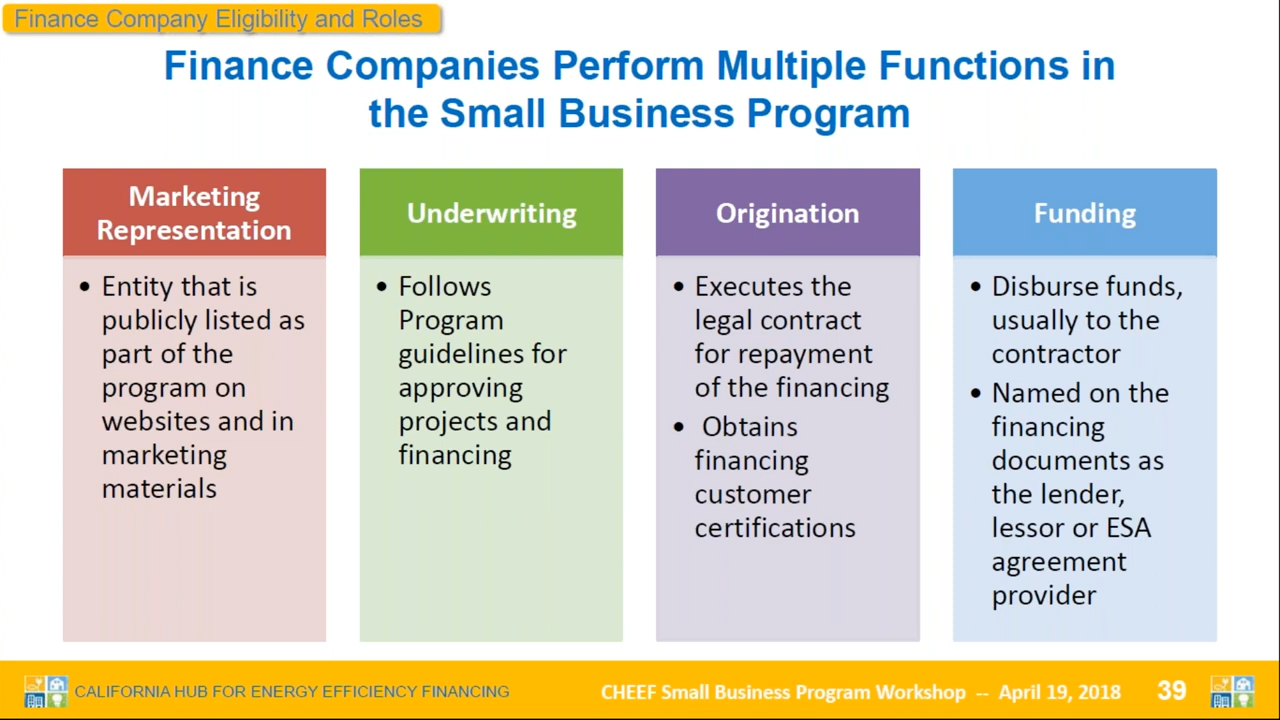 Finance Company Eligibility and Roles
Finance Companies Perform Multiple Functions in
the Small Business Program
Marketing
Representation
• Entity that is
publicly listed as
part of the
program on
websites and in
marketing
materials
Underwriting
• Follows
Program
guidelines for
approving
projects and
financing
Origination
• Executes the
legal contract
for repayment
of the financing
• Obtains
financing
customer
certifications
Funding
• Disburse funds,
usually to the
contractor
• Named on the
financing
documents as
the lender,
lessor or ESA
agreement
provider
CALIFORNIA HUB FOR ENERGY EFFICIENCY FINANCING
CHEEF Small Business Program Workshop -- April 19, 2018
39